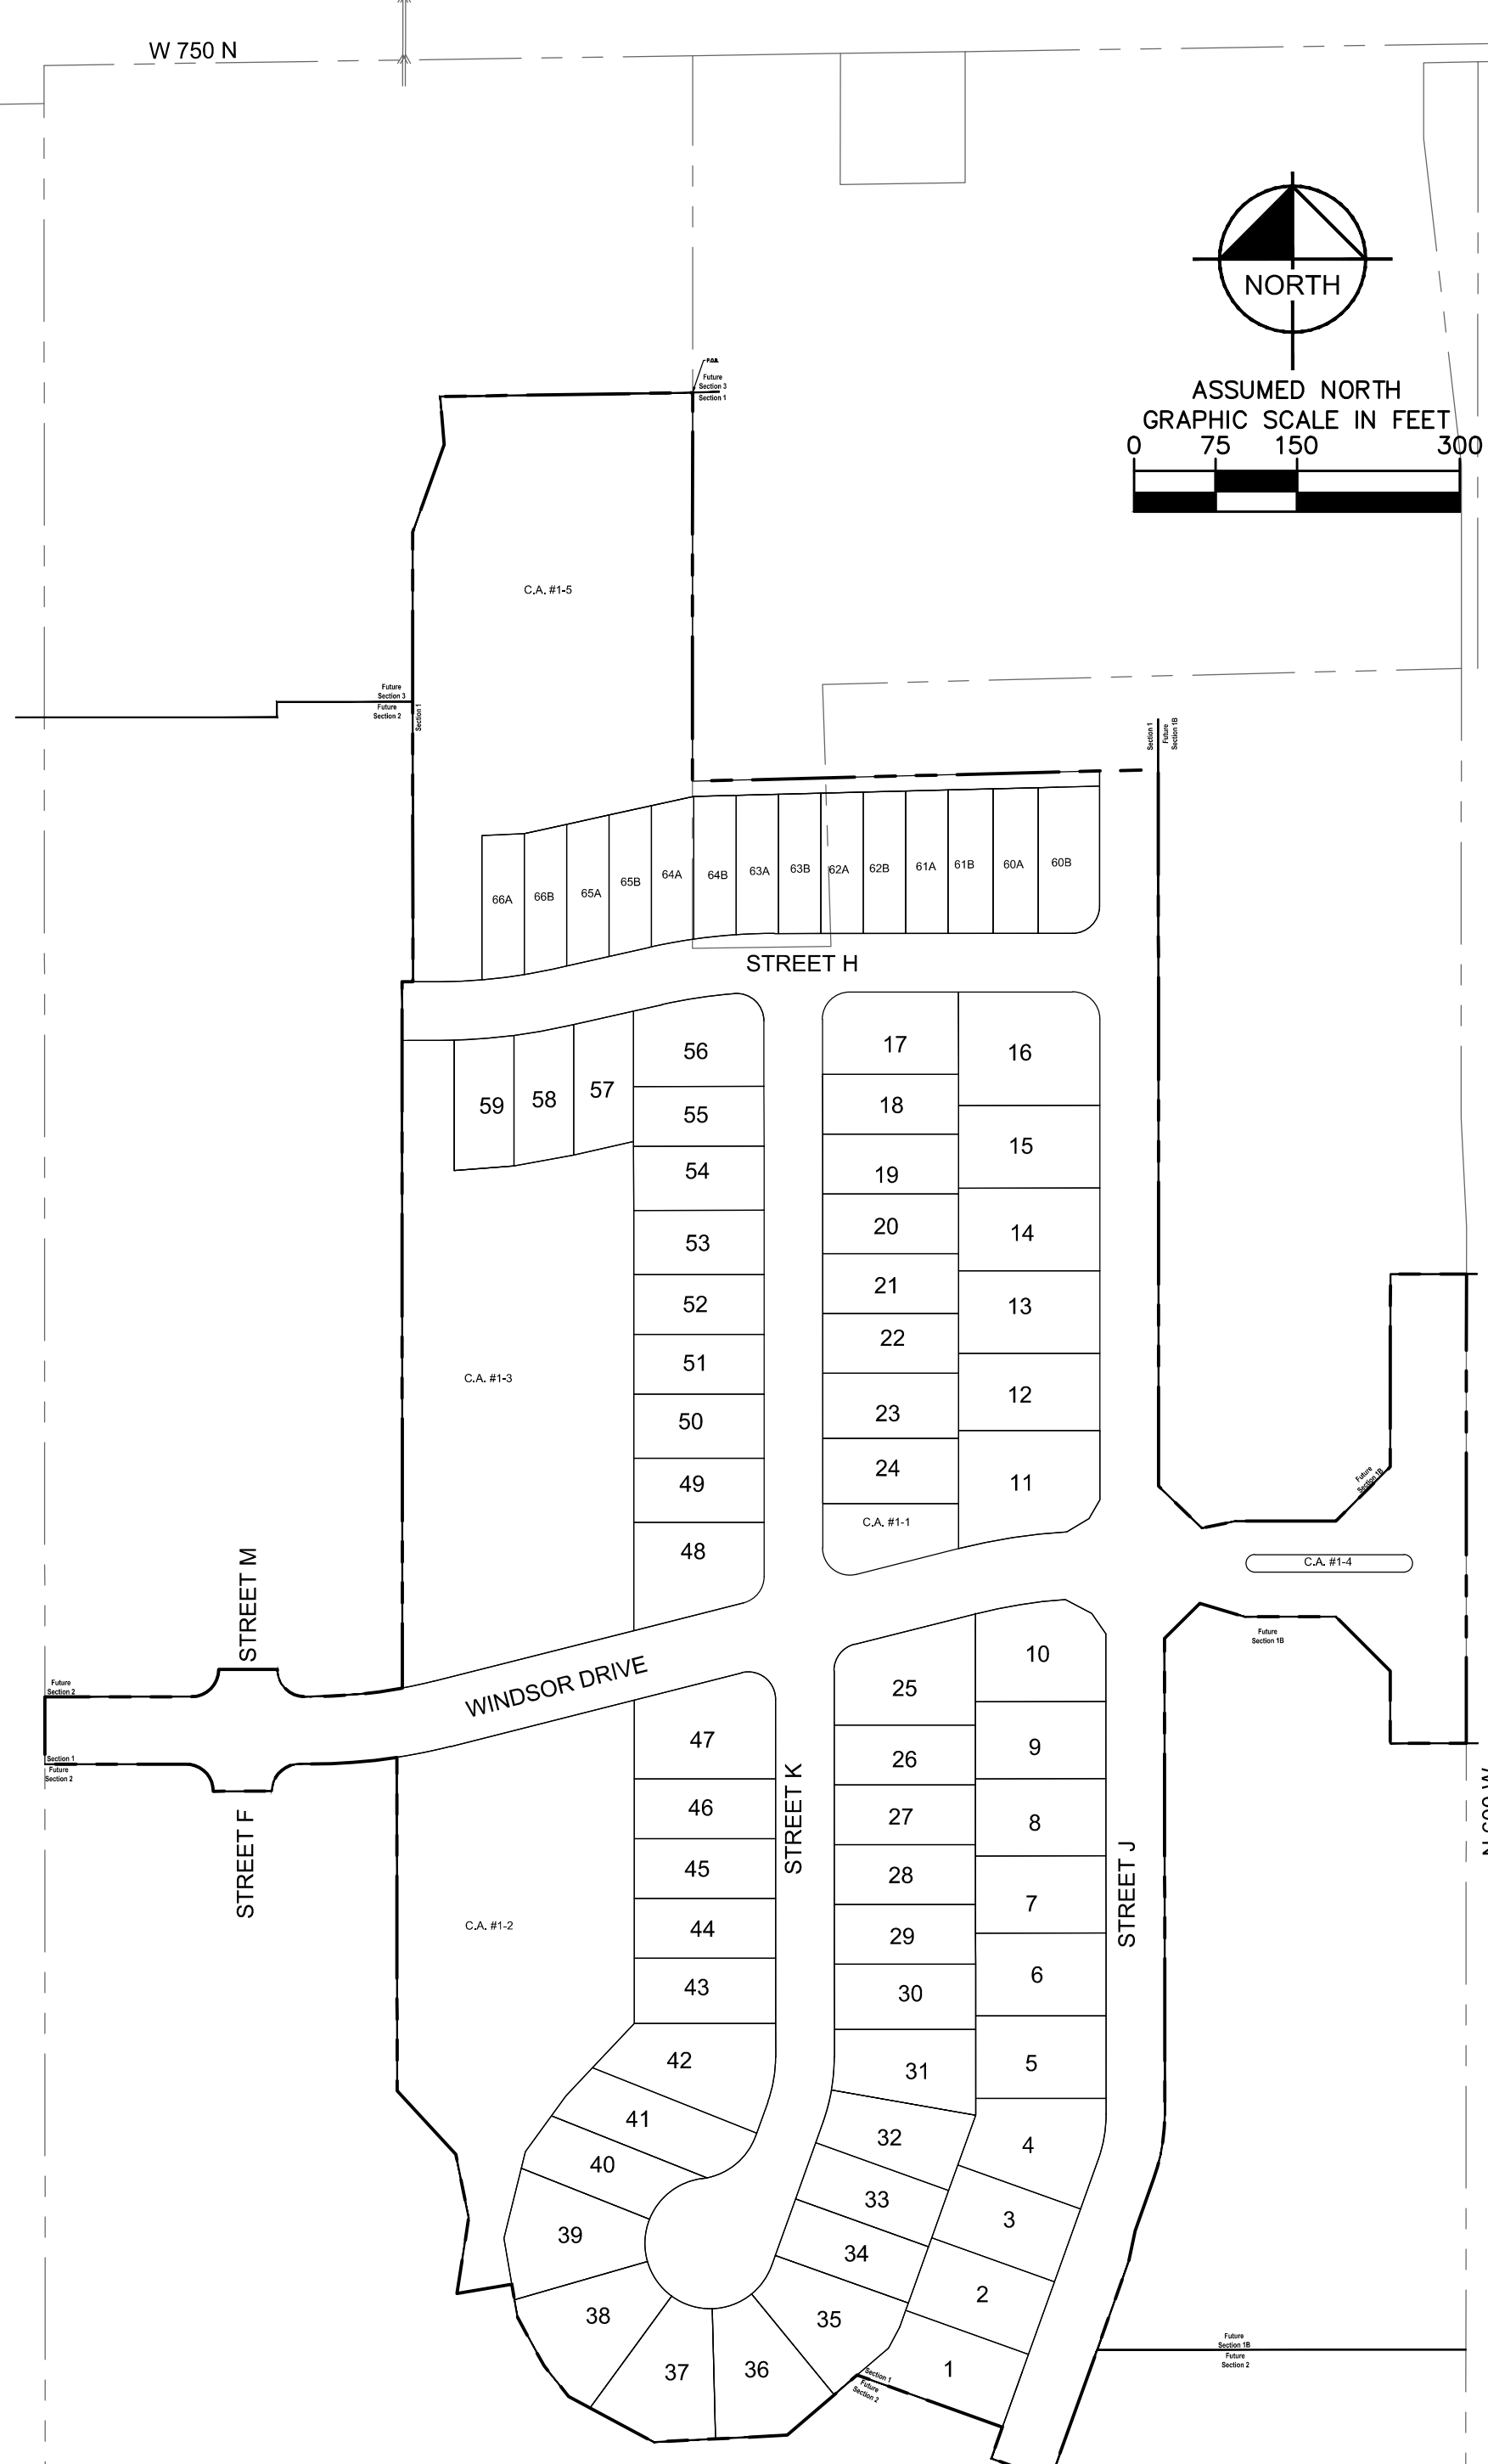 W 750 N
NORTH
ASSUMED NORTH
GRAPHIC SCALE IN FEET
0 75 150 300
P.O.B.
Future
Section 3
Section 1
C.A. #1-5
Future
Section 3
Future
Section 2
Section 1
Section 1
Future
Section 1B
66A 66B 65A 65B 64A 64B 63A 63B 62A 62B 61A 61B 60A 60B
STREET H
59 58 57
56
55
54
53
52
51
50
49
48
17
18
19
20
21
22
23
24
C.A. #1-1
16
15
14
13
12
11
C.A. #1-3
Future
Section 1B
C.A. #1-4
Future
Section 1B
STREET M
Future
Section 2
Section 1
Future
Section 2
STREET F
WINDSOR DRIVE
47
46
45
44
43
42
41
40
39
38
37
36
35
34
33
32
31
30
29
28
27
26
25
STREET K
10
9
8
7
6
5
4
3
2
1
STREET J
C.A. #1-2
Section 1
Future
Section 2
Future
Section 1B
Future
Section 2